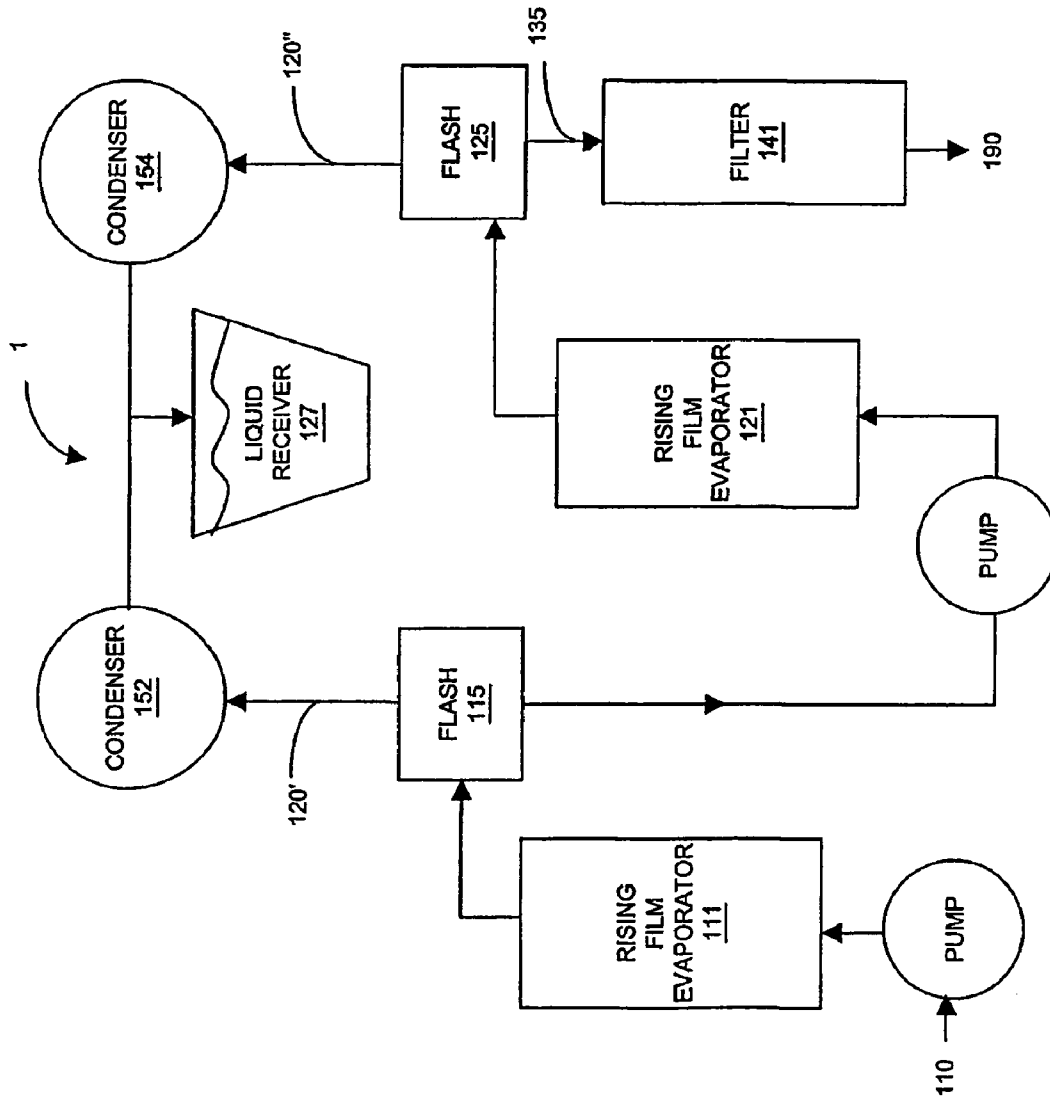 1
CONDENSER
152
CONDENSER
154
LIQUID
RECEIVER
127
120'
120"
FLASH
115
FLASH
125
135
RISING
FILM
EVAPORATOR
111
RISING
FILM
EVAPORATOR
121
FILTER
141
110
PUMP
PUMP
190